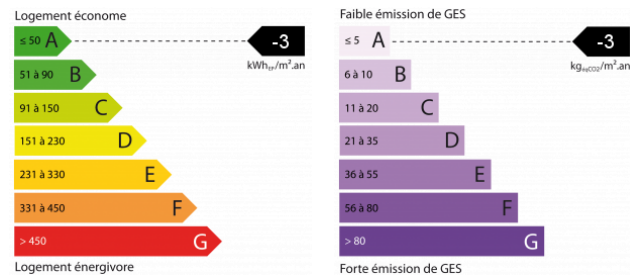 Logement économe
≤ 50 A
-3
kWhEF/m².an
51 à 90 B
91 à 150 C
151 à 230 D
231 à 330 E
331 à 450 F
> 450 G
Logement énergivore
Faible émission de GES
≤ 5 A
-3
kgéqCO2/m².an
6 à 10 B
11 à 20 C
21 à 35 D
36 à 55 E
56 à 80 F
> 80 G
Forte émission de GES